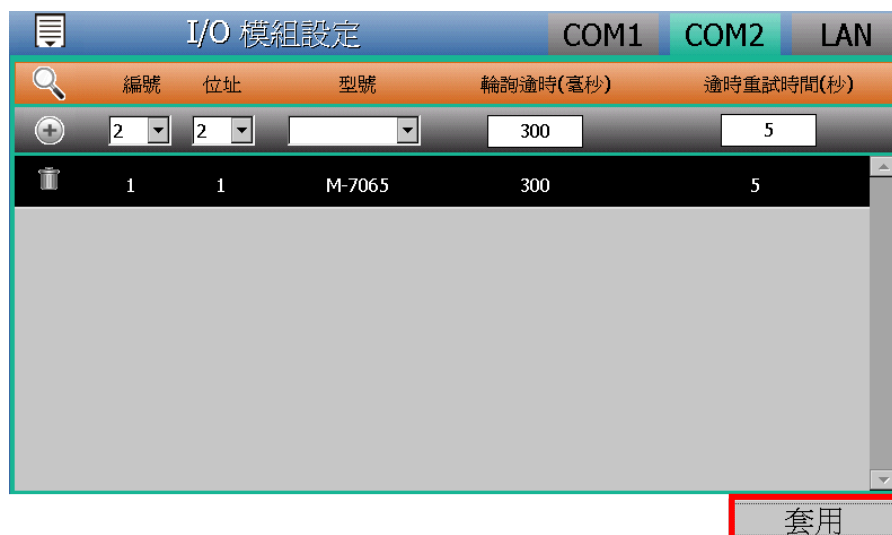 I/O 模組設定 COM1 COM2 LAN
編號 位址 型號 輪詢逾時(毫秒) 逾時重試時間(秒)
2 2 300 5
1 1 M-7065 300 5
套用